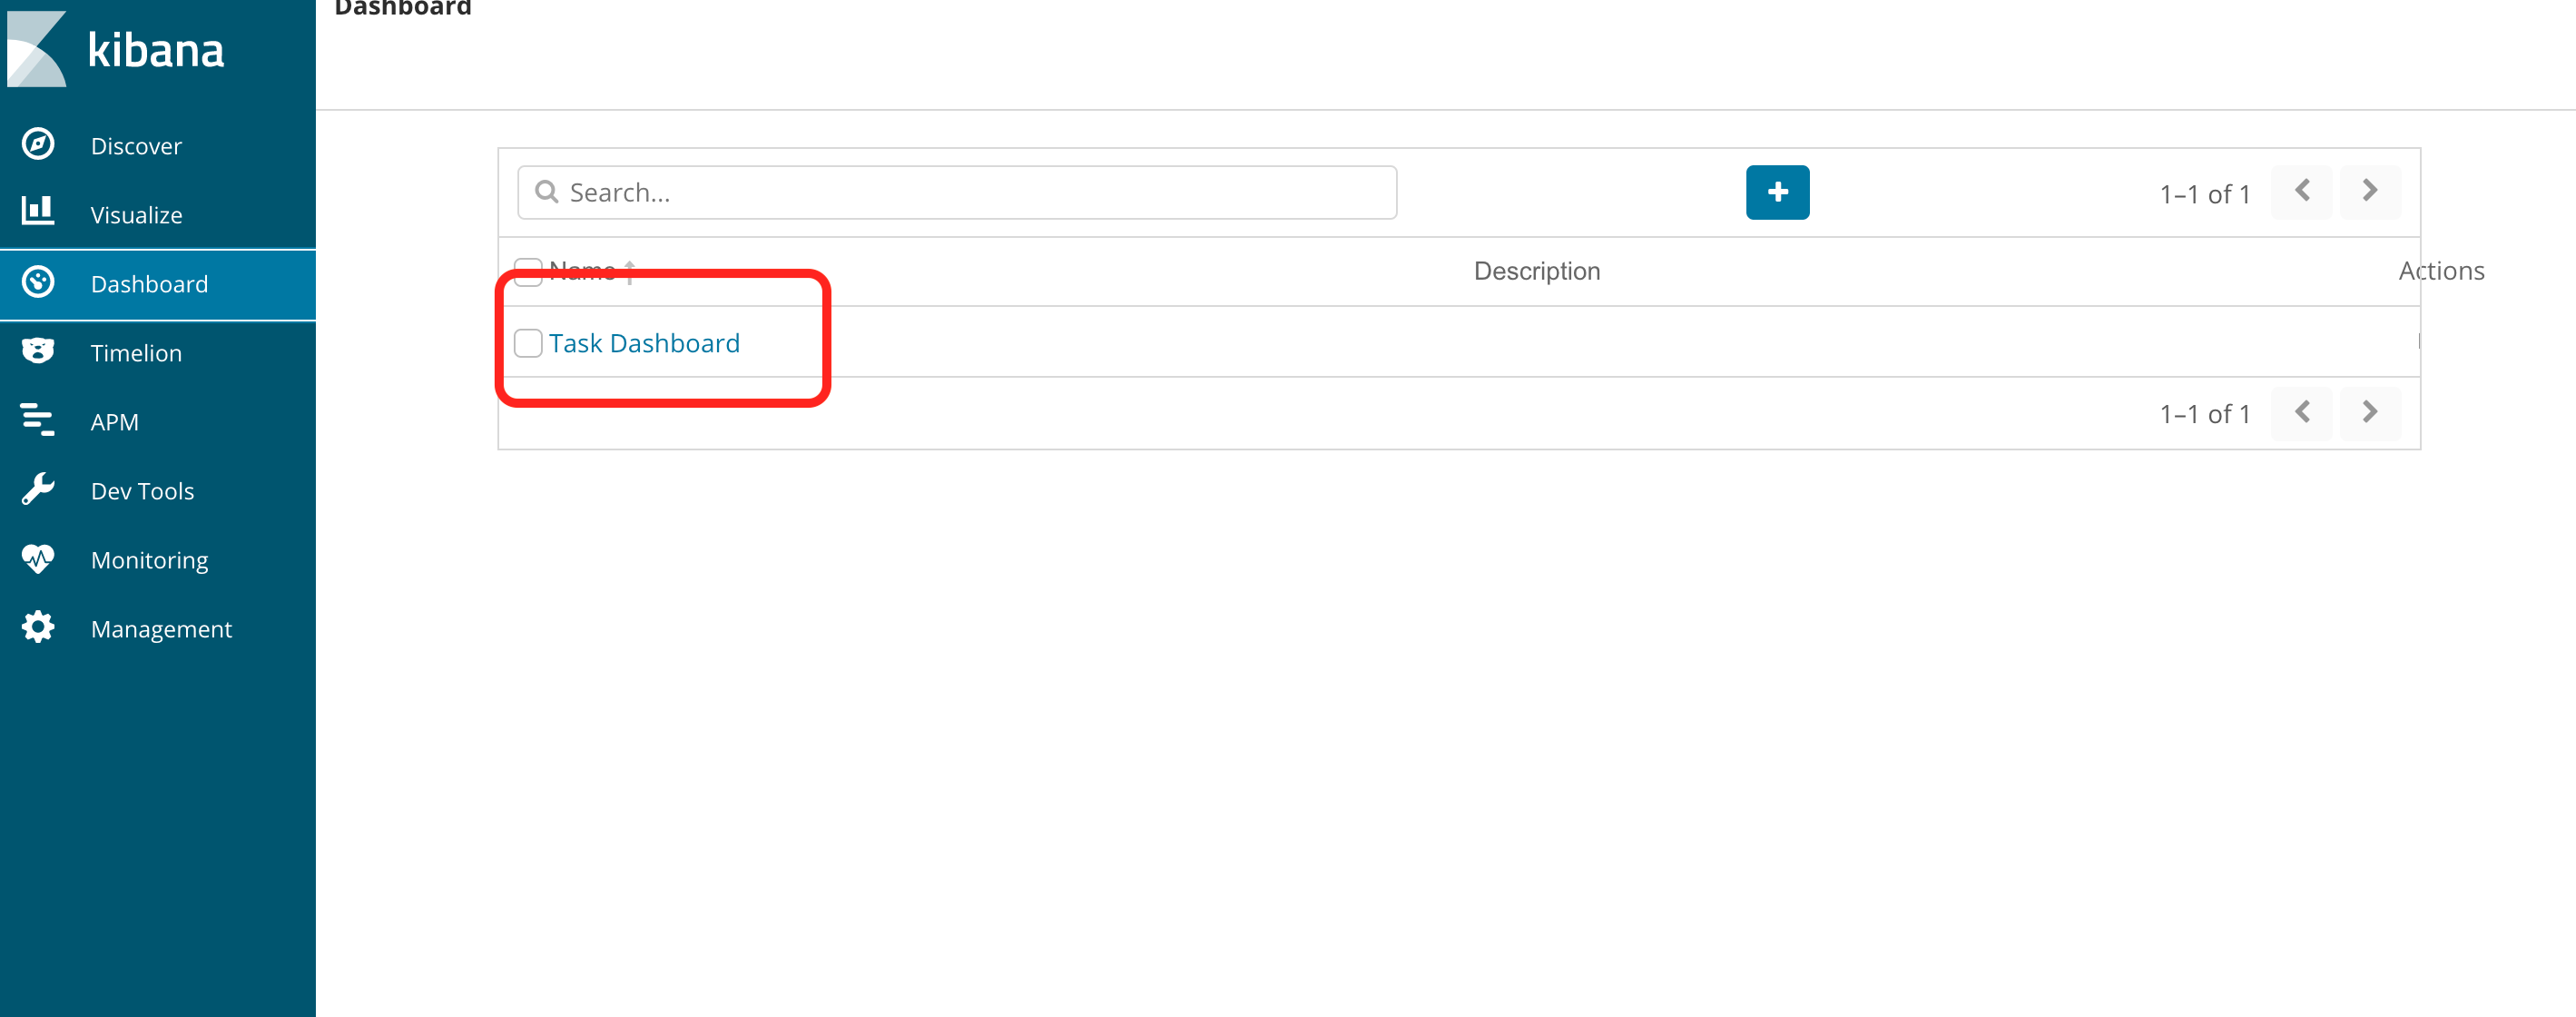 Dashboard
kibana
Discover
Visualize
Dashboard
Timelion
APM
Dev Tools
Monitoring
Management
Search...
1–1 of 1
Name
Description
Actions
Task Dashboard
1–1 of 1